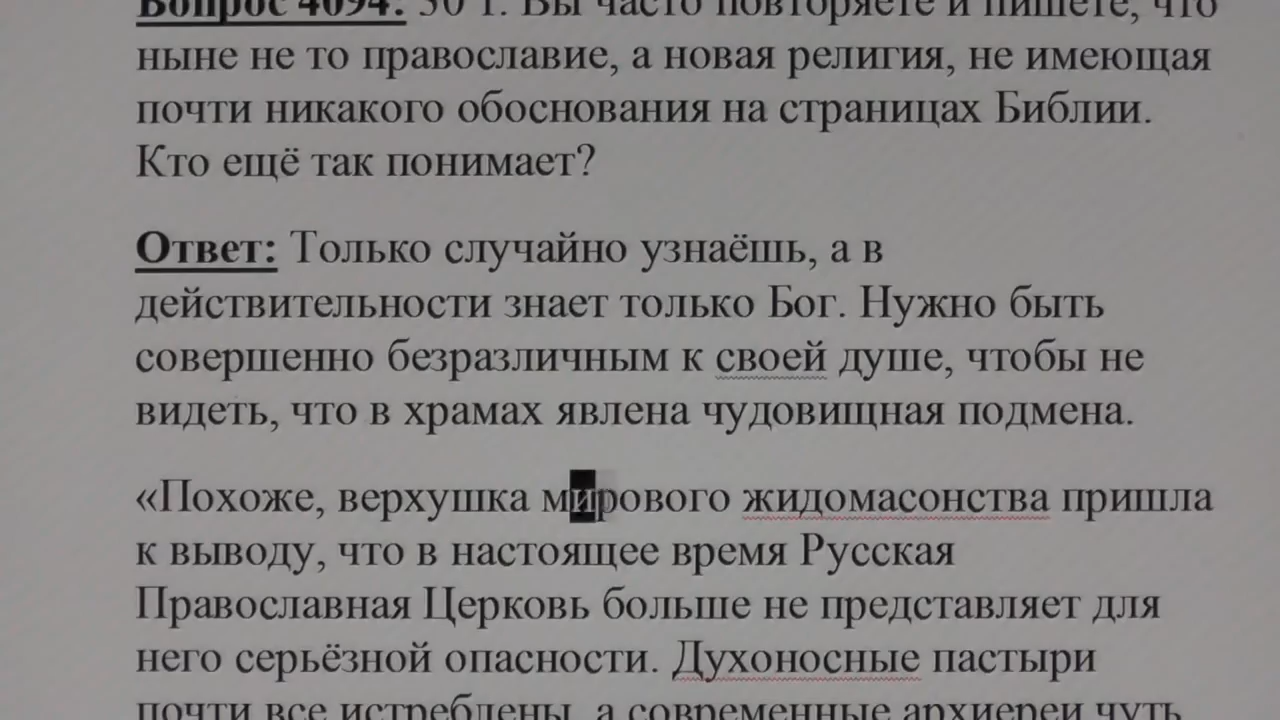 Вопрос 4094: 30 т. Вы часто повторяете и пишете, что
ныне не то православие, а новая религия, не имеющая
почти никакого обоснования на страницах Библии.
Кто ещё так понимает?
Ответ: Только случайно узнаёшь, а в
действительности знает только Бог. Нужно быть
совершенно безразличным к своей душе, чтобы не
видеть, что в храмах явлена чудовищная подмена.
«Похоже, верхушка мирового жидомасонства пришла
к выводу, что в настоящее время Русская
Православная Церковь больше не представляет для
него серьёзной опасности. Духоносные пастыри
почти все истреблены, а современные архиереи чуть